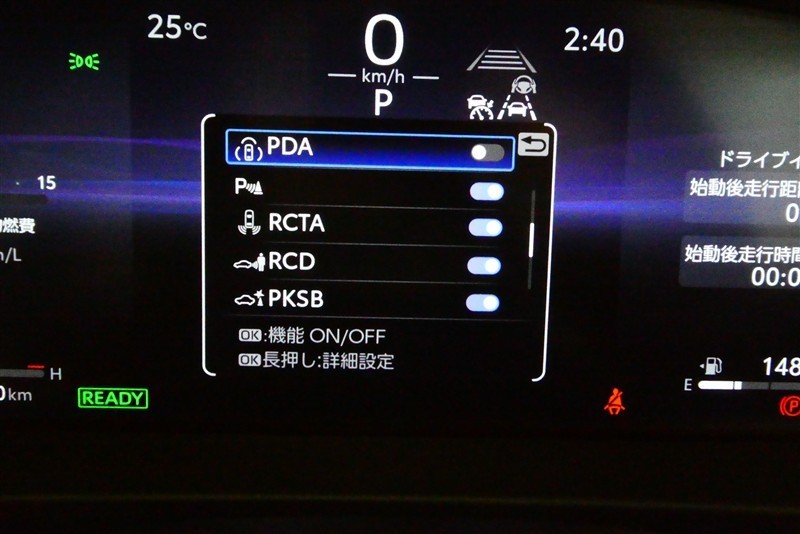 25℃
0
km/h
P
2:40
PDA
P
RCTA
RCD
PKSB
OK:機能 ON/OFF
OK長押し:詳細設定
15
燃費
/L
H
0km
READY
ドライブ
始動後走行距
0
始動後走行時間
00:0
148
E
P